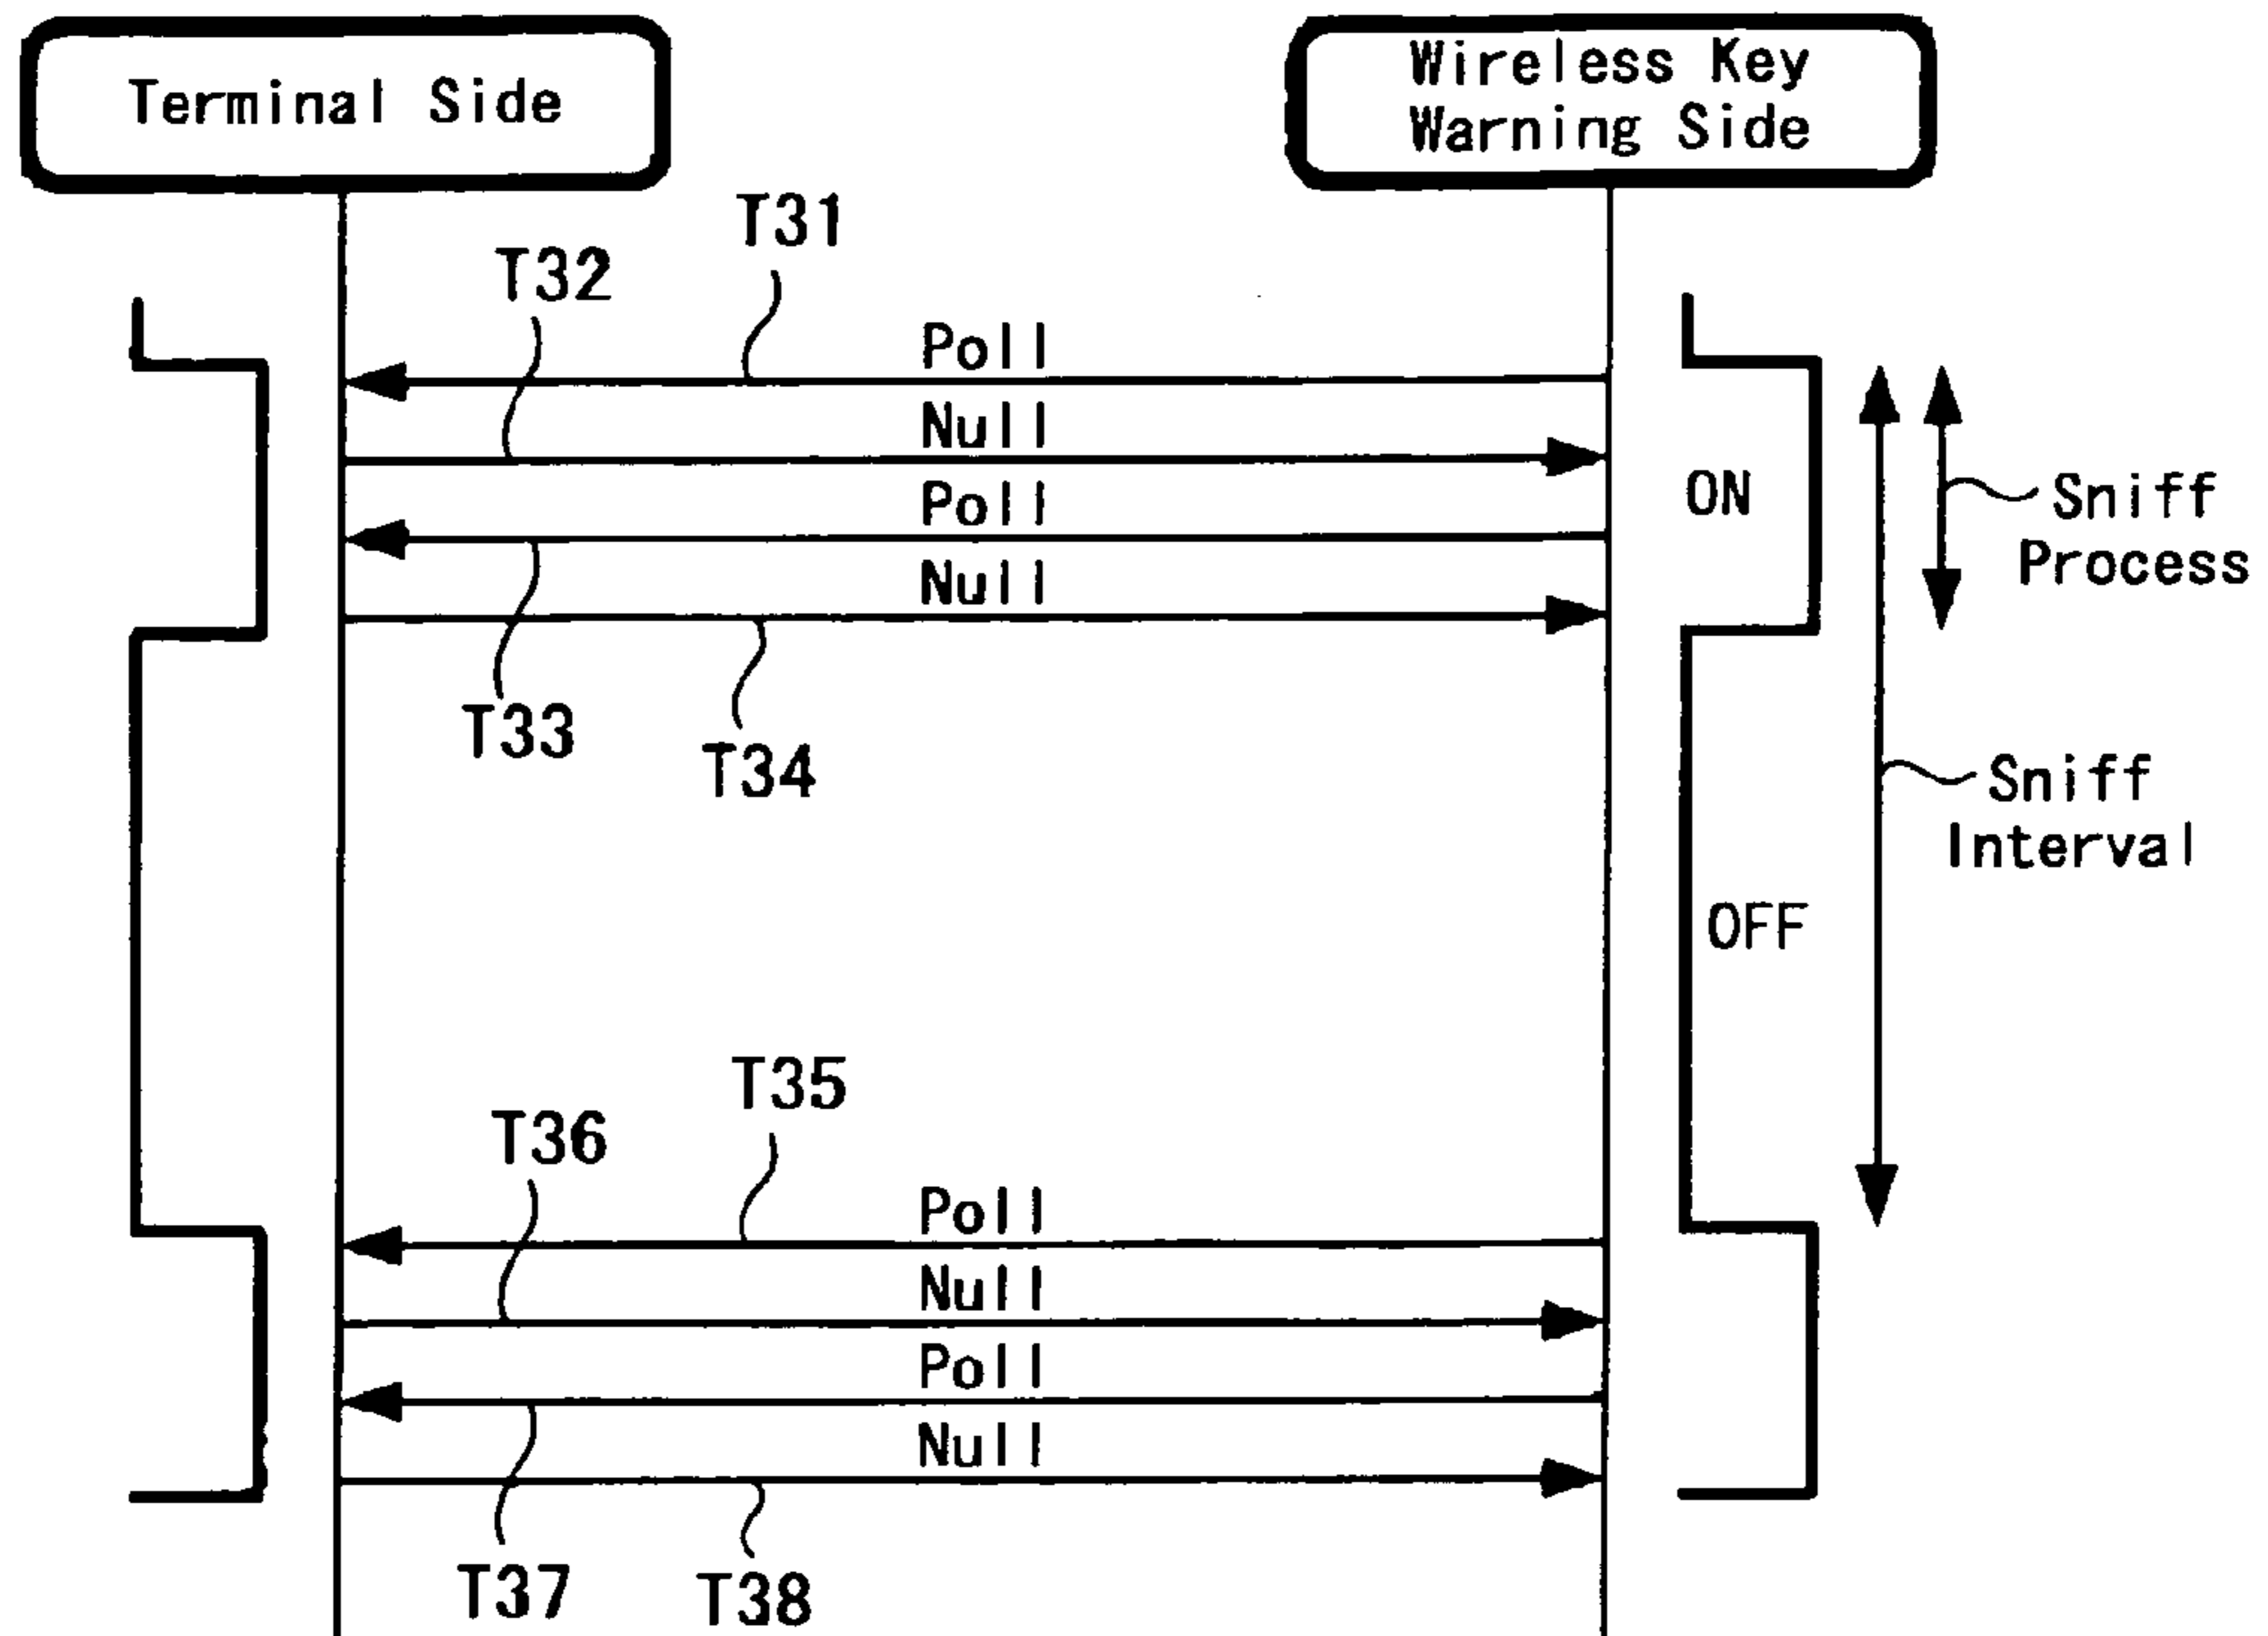 Terminal Side
Wireless Key
Warning Side
T31
T32
Poll
Null
Poll
Null
ON
Sniff
Process
T33
T34
Sniff
Interval
OFF
T35
T36
Poll
Null
Poll
Null
T37
T38